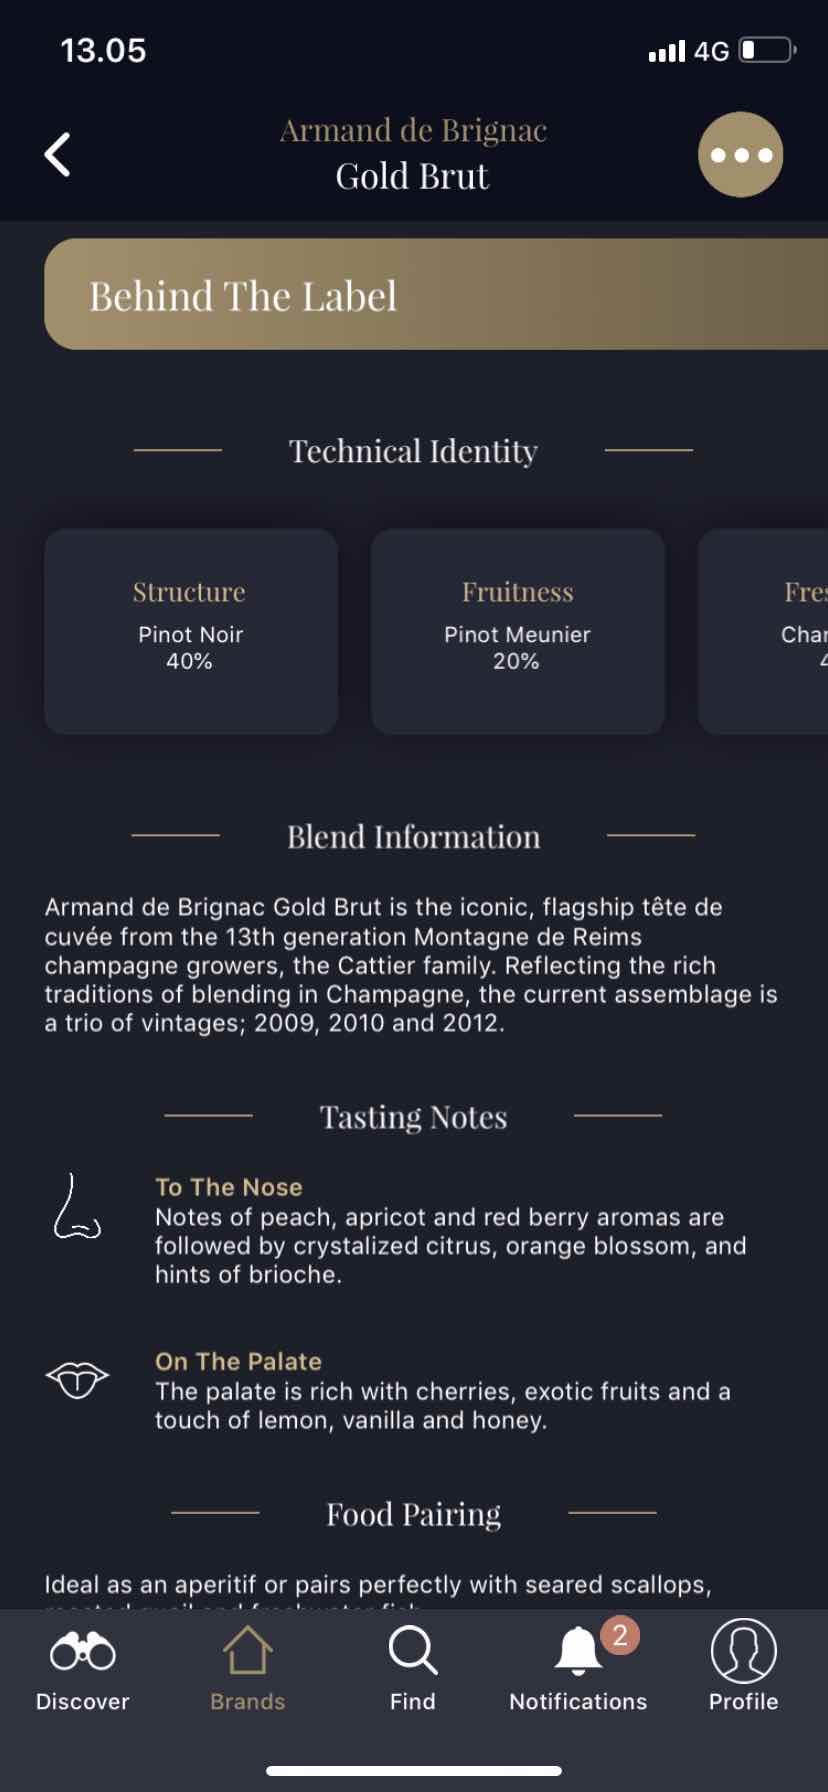 13.05
4G
Armand de Brignac
Gold Brut
Behind The Label
Technical Identity
Structure
Pinot Noir
40%
Fruitness
Pinot Meunier
20%
Blend Information
Armand de Brignac Gold Brut is the iconic, flagship tête de
cuvée from the 13th generation Montagne de Reims
champagne growers, the Cattier family. Reflecting the rich
traditions of blending in Champagne, the current assemblage is
a trio of vintages; 2009, 2010 and 2012.
Tasting Notes
To The Nose
Notes of peach, apricot and red berry aromas are
followed by crystalized citrus, orange blossom, and
hints of brioche.
On The Palate
The palate is rich with cherries, exotic fruits and a
touch of lemon, vanilla and honey.
Food Pairing
Ideal as an aperitif or pairs perfectly with seared scallops,
2
Discover
Brands
Find
Notifications
Profile